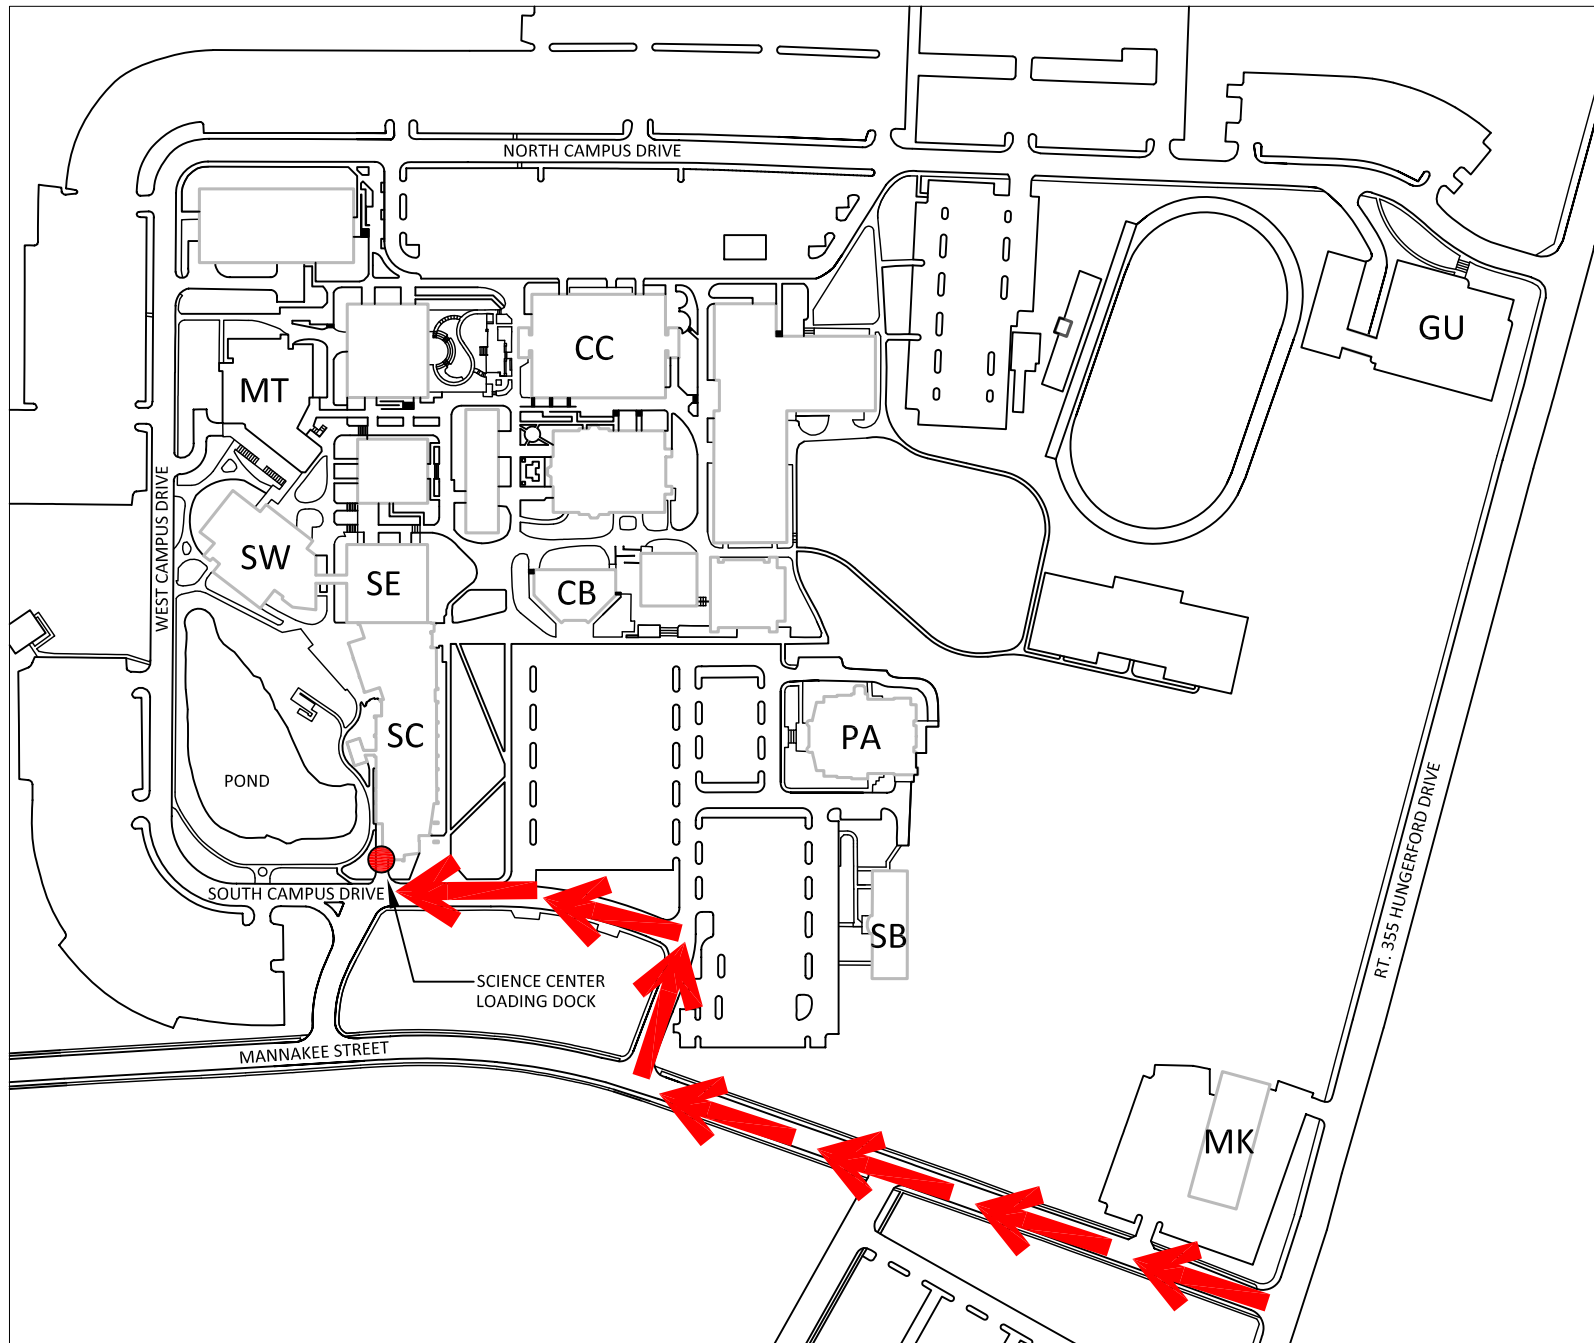 NORTH CAMPUS DRIVE
GU
CC
MT
WEST CAMPUS DRIVE
SW
SE
CB
SC
PA
POND
RT. 355 HUNGERFORD DRIVE
SOUTH CAMPUS DRIVE
SB
SCIENCE CENTER
LOADING DOCK
MANNAKEE STREET
MK